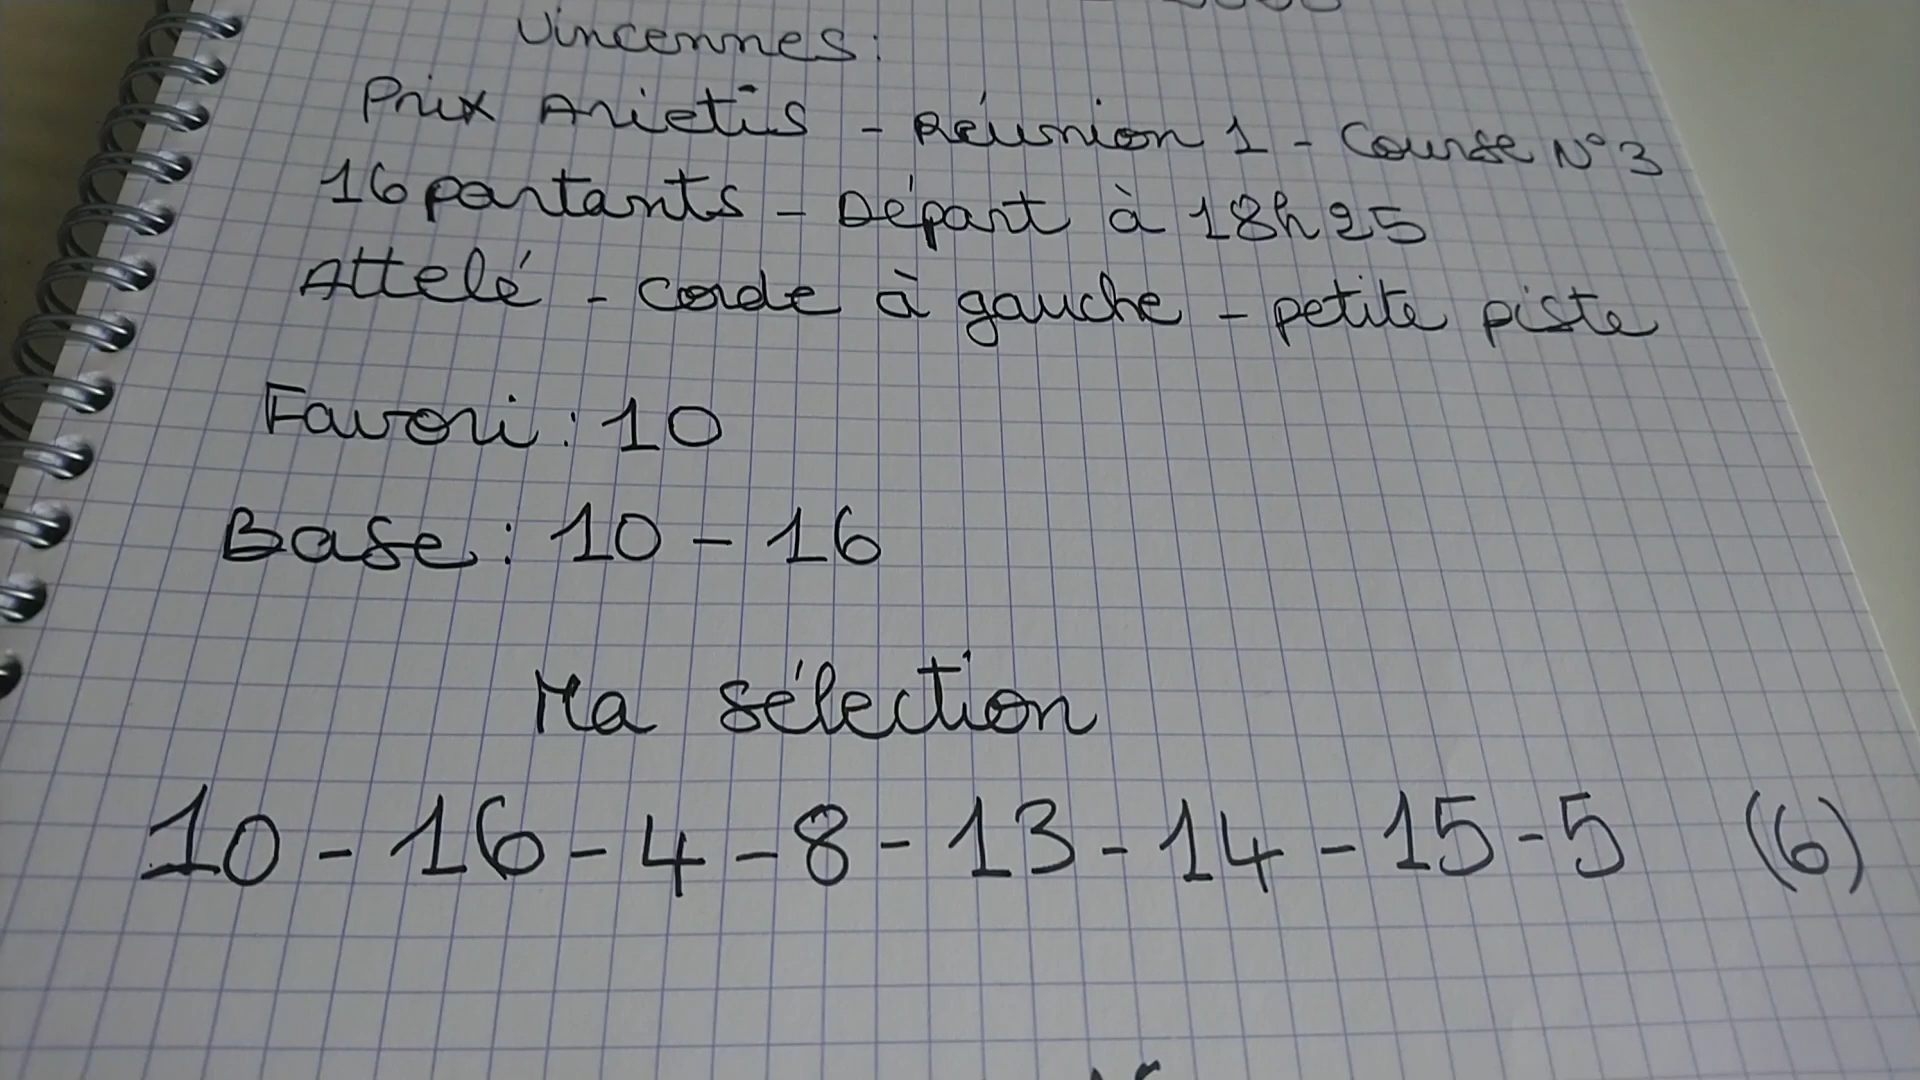 Vincennes:
Prix Arietis - Réunion 1 - Course N°3
16 partants - Départ à 18h25
Attelé - corde à gauche - petite piste
Favori : 10
Base : 10 - 16
Ma sélection
10 - 16 - 4 - 8 - 13 - 14 - 15 - 5 (6)